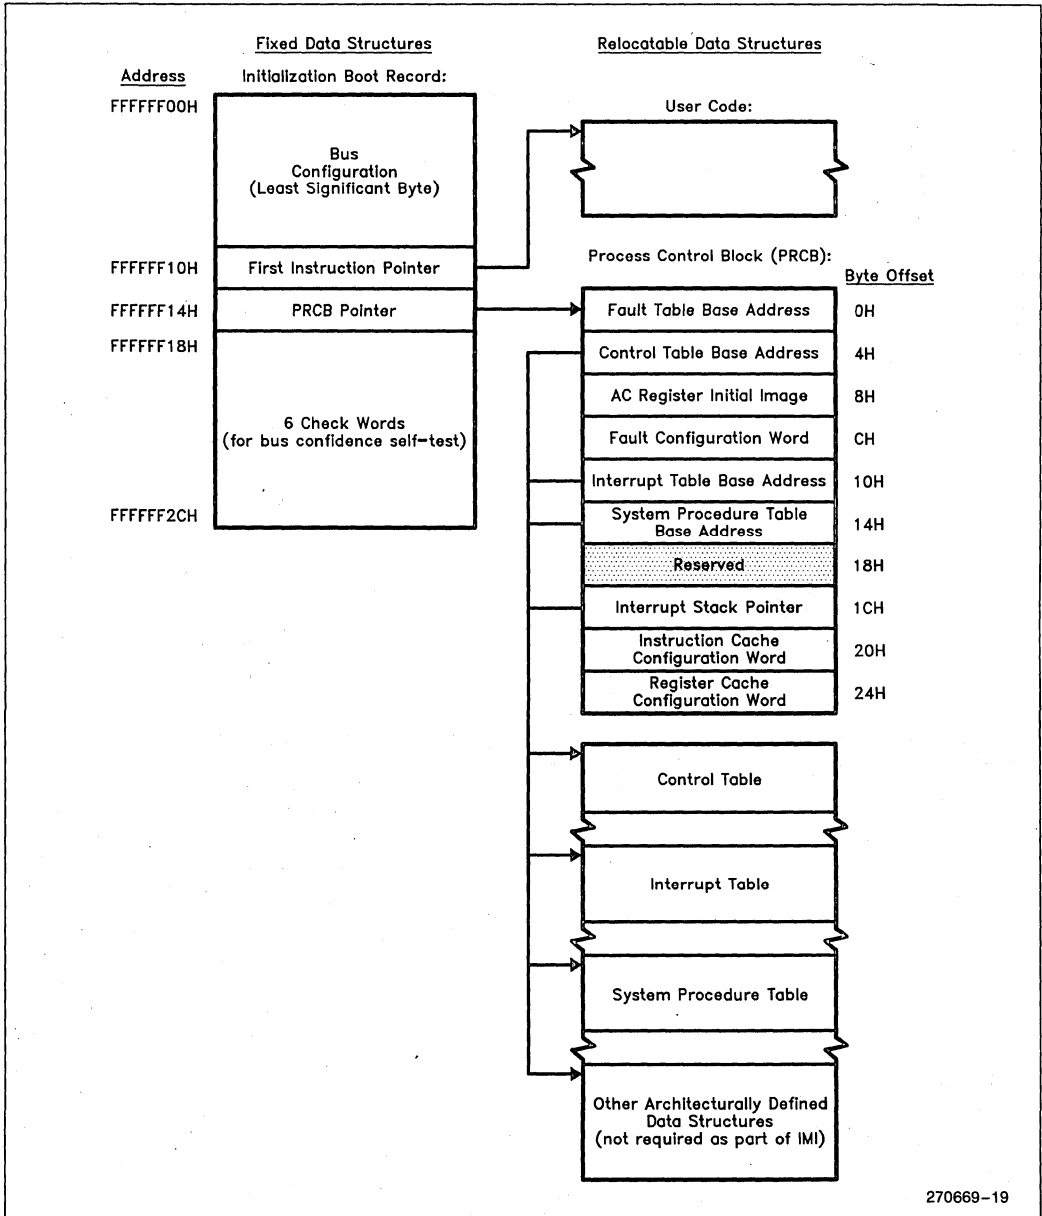 Fixed Data Structures
Relocatable Data Structures
Address
Initialization Boot Record:
FFFFFF00H
Bus
Configuration
(Least Significant Byte)
FFFFFF10H
First Instruction Pointer
FFFFFF14H
PRCB Pointer
FFFFFF18H
6 Check Words
(for bus confidence self-test)
FFFFFF2CH
User Code:
Process Control Block (PRCB):
Byte Offset
Fault Table Base Address
0H
Control Table Base Address
4H
AC Register Initial Image
8H
Fault Configuration Word
CH
Interrupt Table Base Address
10H
System Procedure Table
Base Address
14H
Reserved
18H
Interrupt Stack Pointer
1CH
Instruction Cache
Configuration Word
20H
Register Cache
Configuration Word
24H
Control Table
Interrupt Table
System Procedure Table
Other Architecturally Defined
Data Structures
(not required as part of IMI)
270669-19